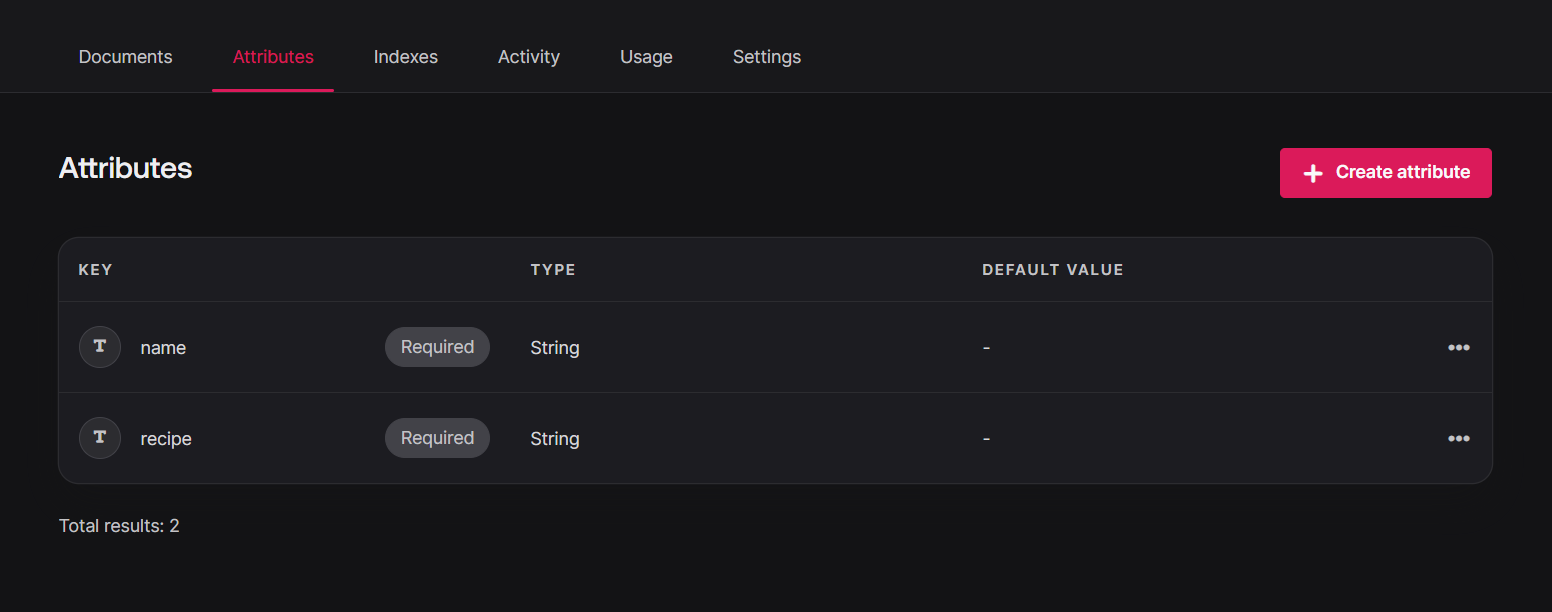 Documents Attributes Indexes Activity Usage Settings
Attributes
Create attribute
KEY TYPE DEFAULT VALUE
T name Required String -
T recipe Required String -
Total results: 2